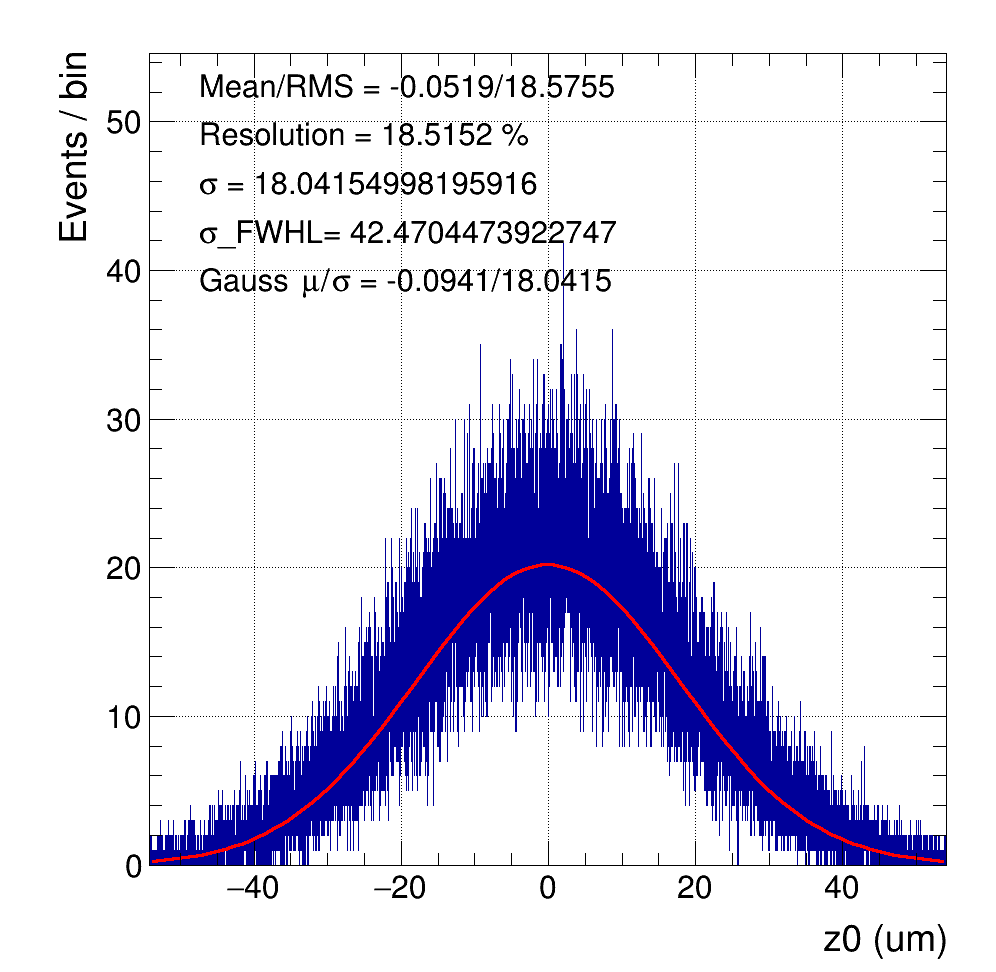 Events / bin
Mean/RMS = -0.0519/18.5755
Resolution = 18.5152 %
σ = 18.04154998195916
σ_FWHL= 42.4704473922747
Gauss μ/σ = -0.0941/18.0415
50
40
30
20
10
0
−40 −20 0 20 40
z0 (um)